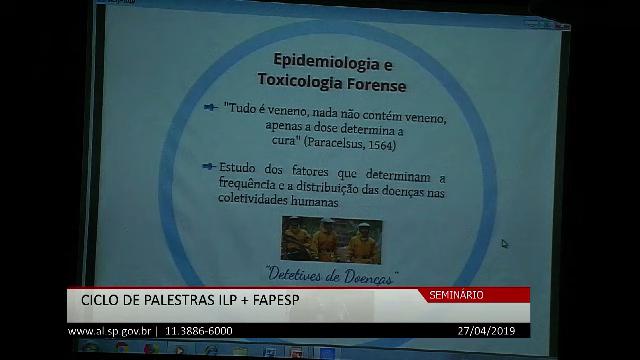 Epidemiologia e
Toxicologia Forense
"Tudo é veneno, nada não contém veneno,
apenas a dose determina a
cura" (Paracelsus, 1564)
Estudo dos fatores que determinam a
frequência e a distribuição das doenças nas
coletividades humanas
"Detetives de Doenças"
CICLO DE PALESTRAS ILP + FAPESP
SEMINÁRIO
www.al.sp.gov.br | 11.3886-6000
27/04/2019